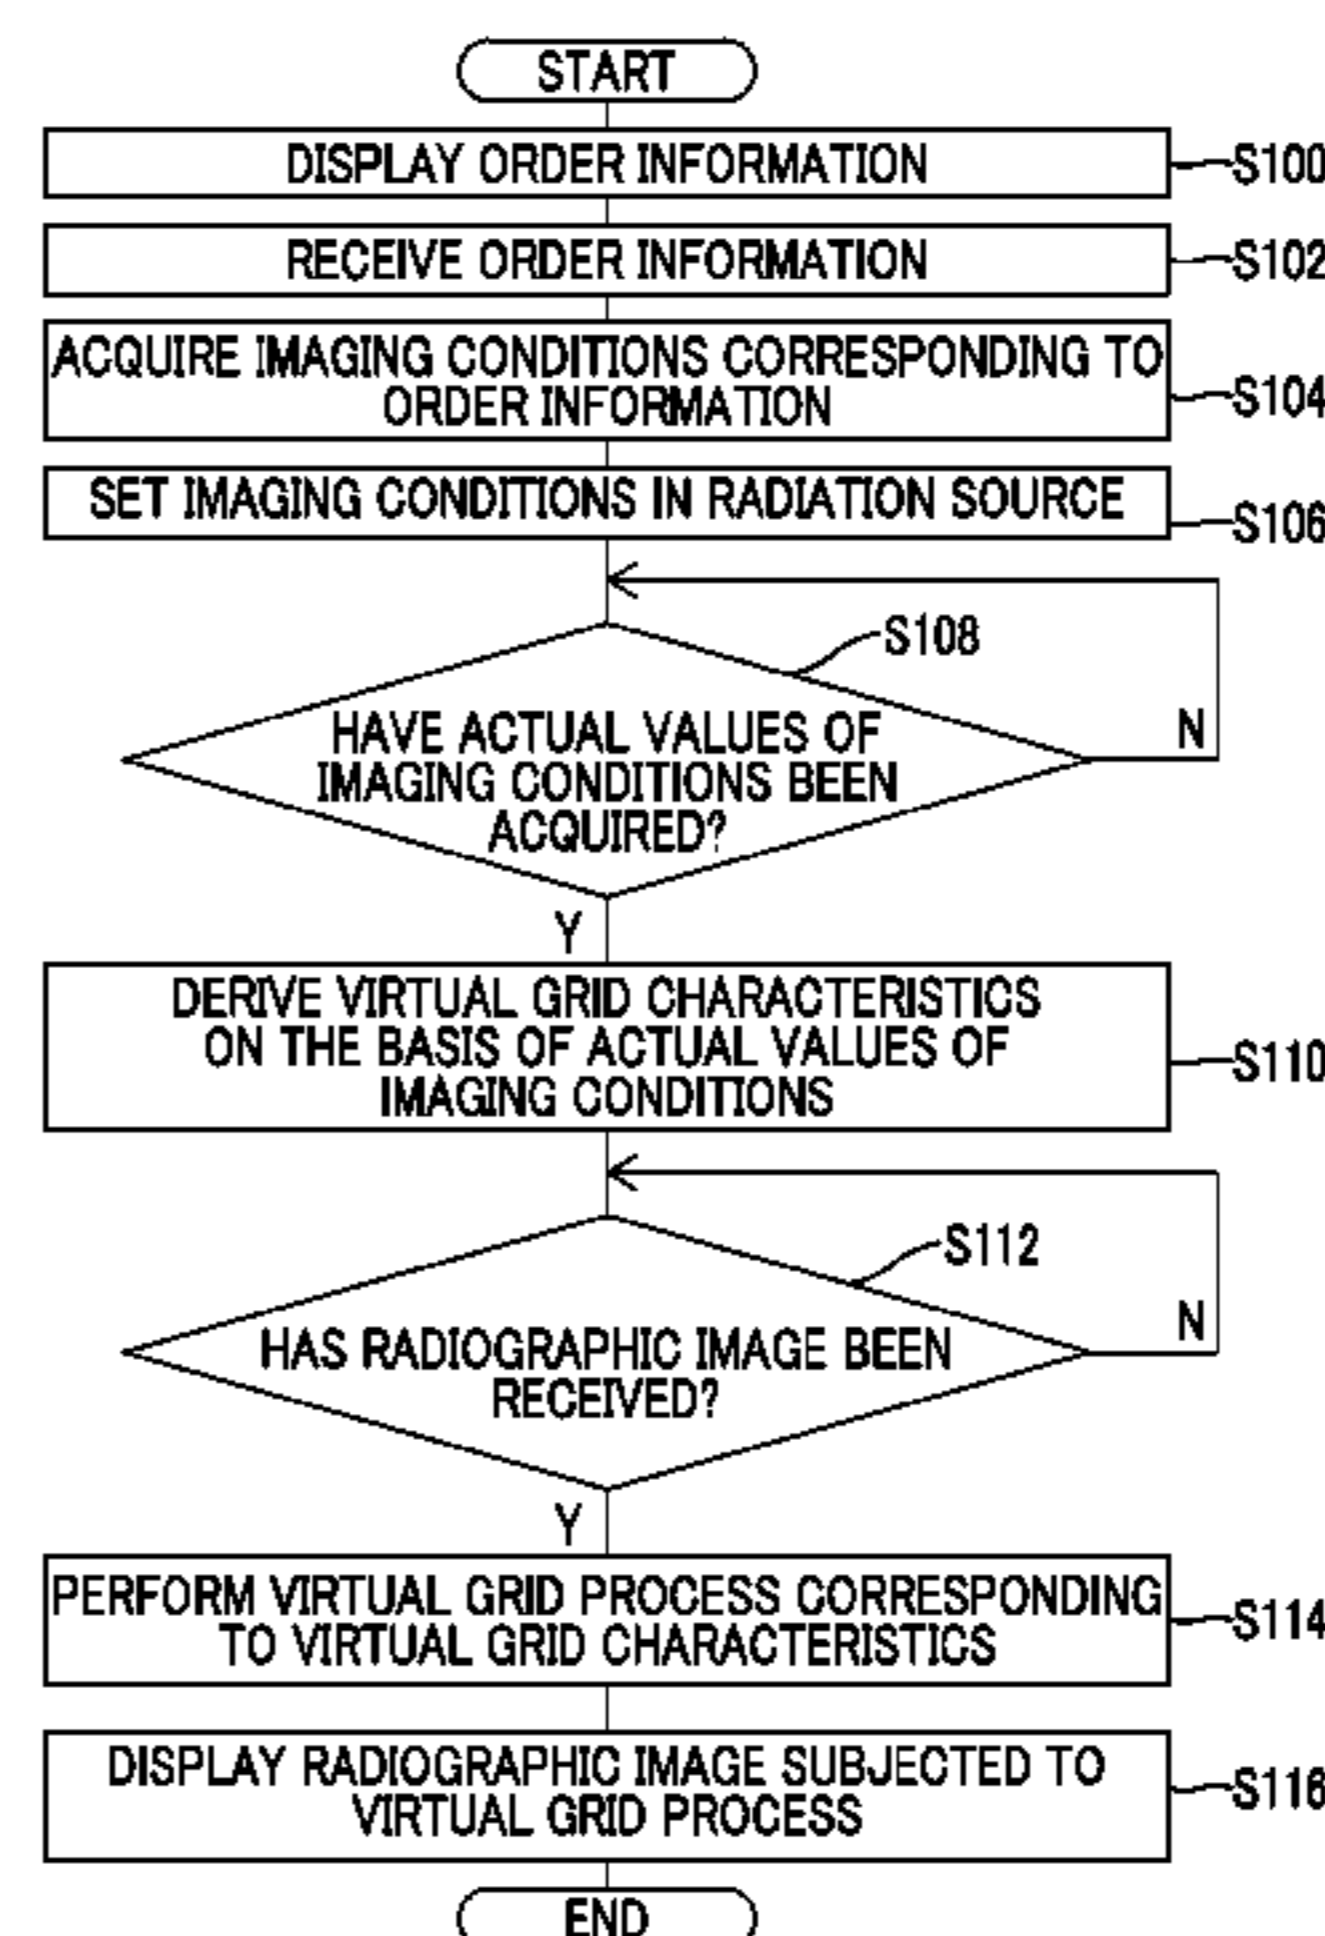 START
DISPLAY ORDER INFORMATION
S100
RECEIVE ORDER INFORMATION
S102
ACQUIRE IMAGING CONDITIONS CORRESPONDING TO
ORDER INFORMATION
S104
SET IMAGING CONDITIONS IN RADIATION SOURCE
S106
S108
HAVE ACTUAL VALUES OF
IMAGING CONDITIONS BEEN
ACQUIRED?
N
Y
DERIVE VIRTUAL GRID CHARACTERISTICS
ON THE BASIS OF ACTUAL VALUES OF
IMAGING CONDITIONS
S110
S112
HAS RADIOGRAPHIC IMAGE BEEN
RECEIVED?
N
Y
PERFORM VIRTUAL GRID PROCESS CORRESPONDING
TO VIRTUAL GRID CHARACTERISTICS
S114
DISPLAY RADIOGRAPHIC IMAGE SUBJECTED TO
VIRTUAL GRID PROCESS
S116
END